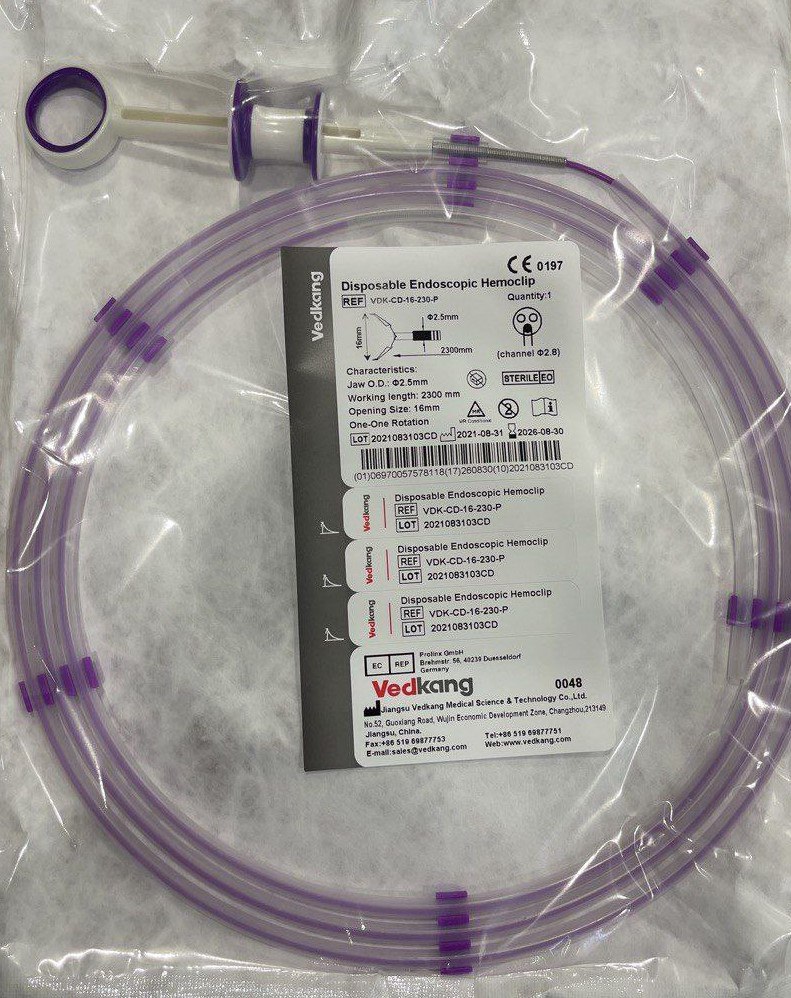 Vedkang
CE 0197
Disposable Endoscopic Hemoclip
REF VDK-CD-16-230-P
Quantity:1
Φ2.5mm
16mm
2300mm
(channel Φ2.8)
Characteristics:
Jaw O.D.: Φ2.5mm
Working length: 2300 mm
Opening Size: 16mm
One-One Rotation
STERILE EO
MR
MR Conditional
2
i
LOT 2021083103CD 2021-08-31 2026-08-30
(01)06970057578118(17)260830(10)2021083103CD
Vedkang
Disposable Endoscopic Hemoclip
REF VDK-CD-16-230-P
LOT 2021083103CD
Vedkang
Disposable Endoscopic Hemoclip
REF VDK-CD-16-230-P
LOT 2021083103CD
Vedkang
Disposable Endoscopic Hemoclip
REF VDK-CD-16-230-P
LOT 2021083103CD
EC REP
Prolinx GmbH
Brehmstr. 56, 40239 Duesseldorf
Germany
Vedkang
0048
Jiangsu Vedkang Medical Science & Technology Co.,Ltd.
No.52, Guoxiang Road, Wujin Economic Development Zone, Changzhou,213149
Jiangsu, China.
Fax:+86 519 69877753
Tel:+86 519 69877751
E-mail:sales@vedkang.com
Web:www.vedkang.com